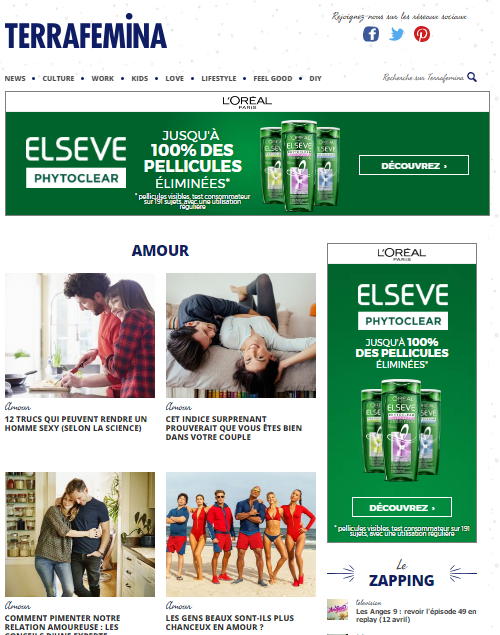 TERRAFEMINA
Rejoignez-nous sur les réseaux sociaux
NEWS • CULTURE • WORK • KIDS • LOVE • LIFESTYLE • FEEL GOOD • DIY
Recherche sur Terrafemina
L'ORÉAL
PARIS
ELSEVE
PHYTOCLEAR
JUSQU'À
100% DES
PELLICULES
ÉLIMINÉES*
* pellicules visibles, test consommateur
sur 191 sujets, avec une utilisation
régulière
DÉCOUVREZ ›
AMOUR
Amour
12 TRUCS QUI PEUVENT RENDRE UN
HOMME SEXY (SELON LA SCIENCE)
Amour
CET INDICE SURPRENANT
PROUVERAIT QUE VOUS ÊTES BIEN
DANS VOTRE COUPLE
Amour
COMMENT PIMENTER NOTRE
RELATION AMOUREUSE : LES
CONSEILS D'UNE EXPERTE
Amour
LES GENS BEAUX SONT-ILS PLUS
CHANCEUX EN AMOUR ?
L'ORÉAL
PARIS
ELSEVE
PHYTOCLEAR
JUSQU'À 100%
DES PELLICULES
ÉLIMINÉES*
ELSEVE
DÉCOUVREZ ›
* pellicules visibles, test consommateur sur 191
sujets, avec une utilisation régulière
Le
ZAPPING
télévision
Les Anges 9 : revoir l'épisode 49 en
replay (12 avril)